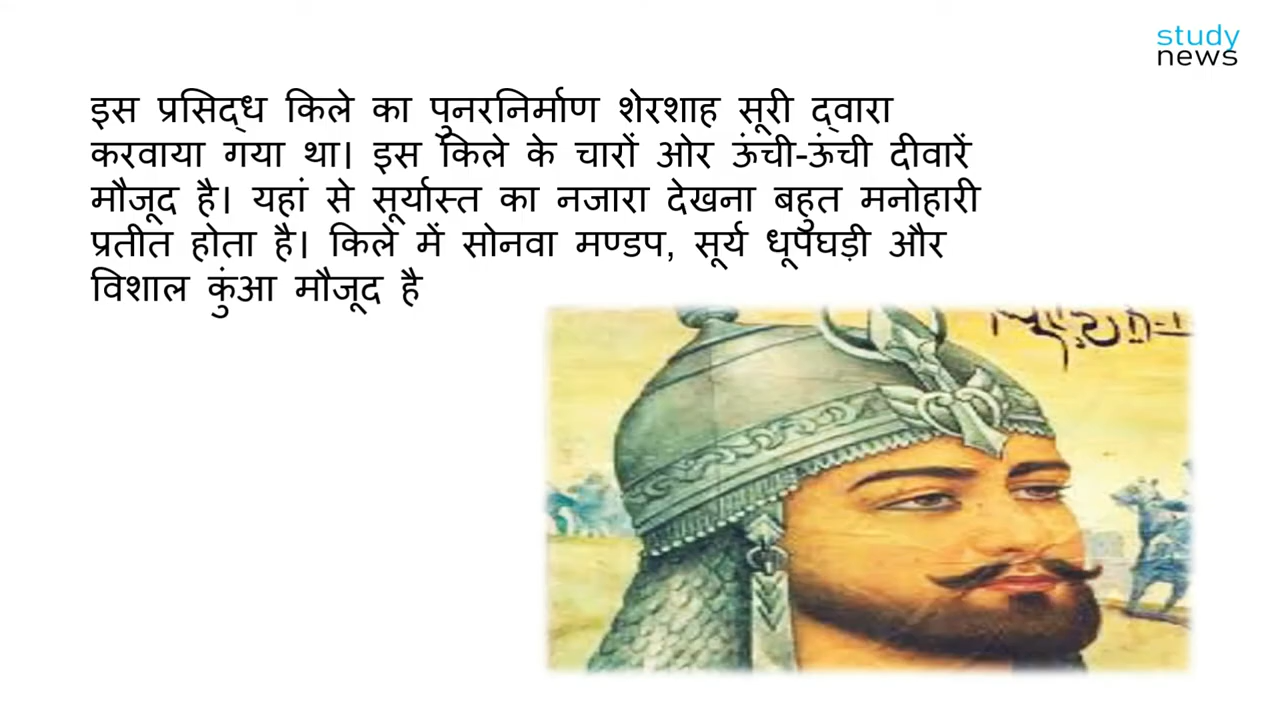 study
news
इस प्रसिद्ध किले का पुनरनिर्माण शेरशाह सूरी द्वारा
करवाया गया था। इस किले के चारों ओर ऊंची-ऊंची दीवारें
मौजूद है। यहां से सूर्यास्त का नजारा देखना बहुत मनोहारी
प्रतीत होता है। किले में सोनवा मण्डप, सूर्य धूपघड़ी और
विशाल कुंआ मौजूद है